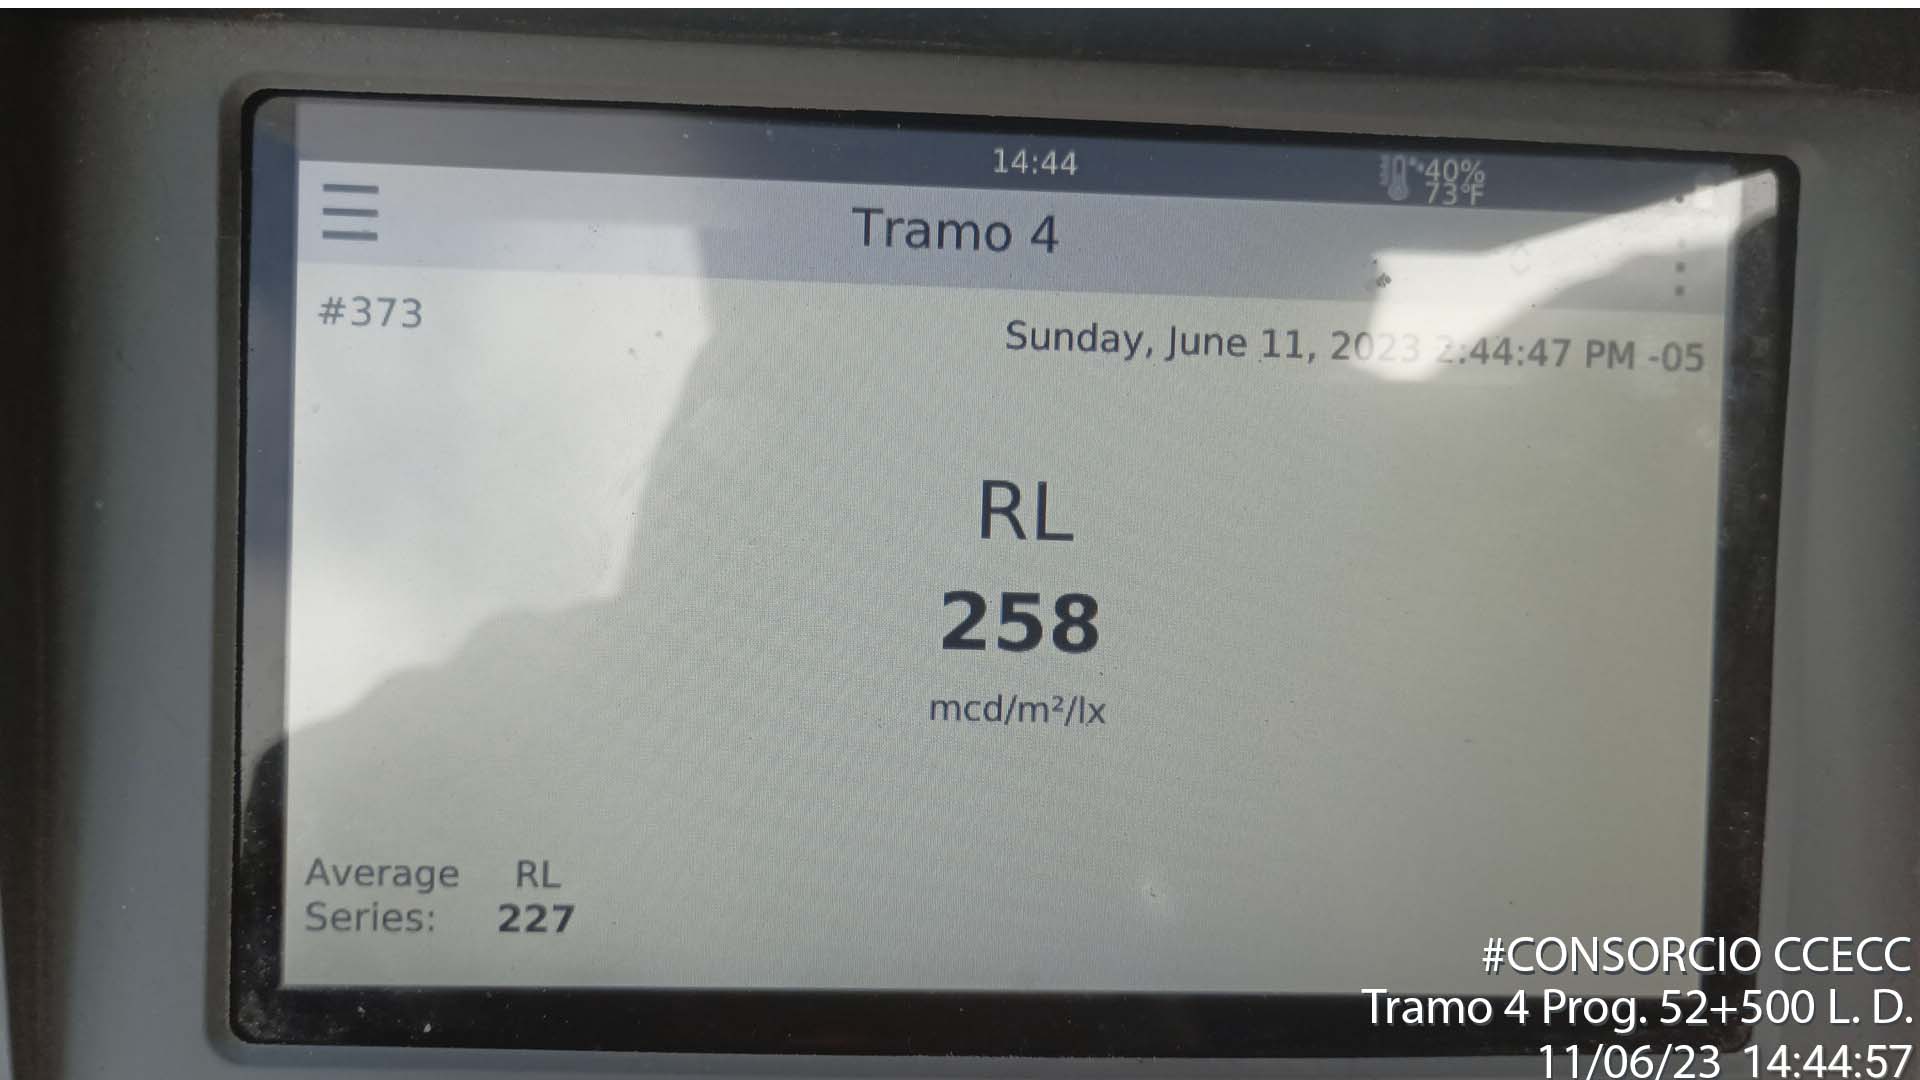 14:44
40%
73°F
Tramo 4
#373
Sunday, June 11, 2023 2:44:47 PM -05
RL
258
mcd/m²/lx
Average RL
Series: 227
#CONSORCIO CCECC
Tramo 4 Prog. 52+500 L. D.
11/06/23 14:44:57